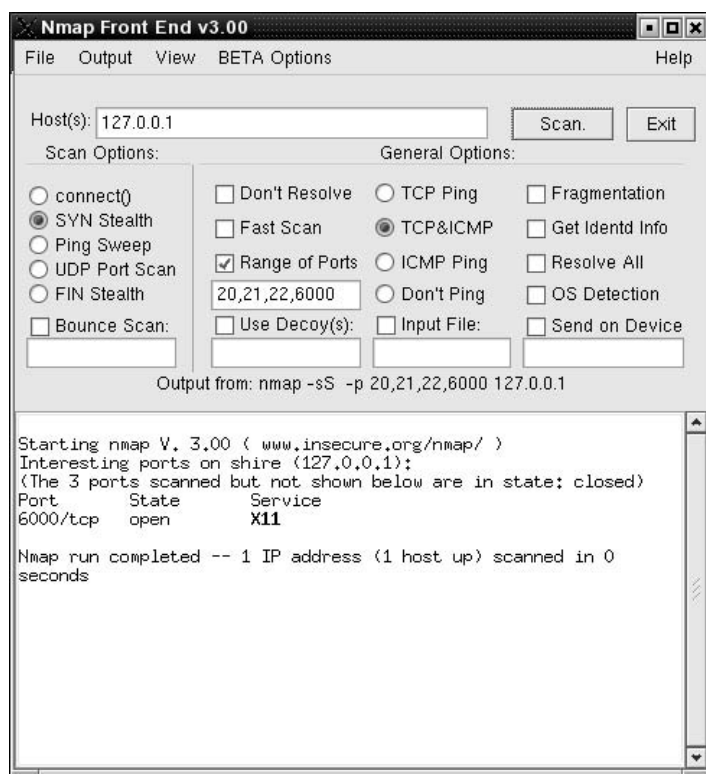 Nmap Front End v3.00
File Output View BETA Options Help
Host(s): 127.0.0.1 Scan. Exit
Scan Options: General Options:
connect() Don't Resolve TCP Ping Fragmentation
SYN Stealth Fast Scan TCP&ICMP Get Identd Info
Ping Sweep Range of Ports ICMP Ping Resolve All
UDP Port Scan
FIN Stealth 20,21,22,6000 Don't Ping OS Detection
Bounce Scan: Use Decoy(s): Input File: Send on Device
Output from: nmap -sS -p 20,21,22,6000 127.0.0.1
Starting nmap V. 3.00 ( www.insecure.org/nmap/ )
Interesting ports on shire (127.0.0.1):
(The 3 ports scanned but not shown below are in state: closed)
Port State Service
6000/tcp open X11
Nmap run completed -- 1 IP address (1 host up) scanned in 0
seconds